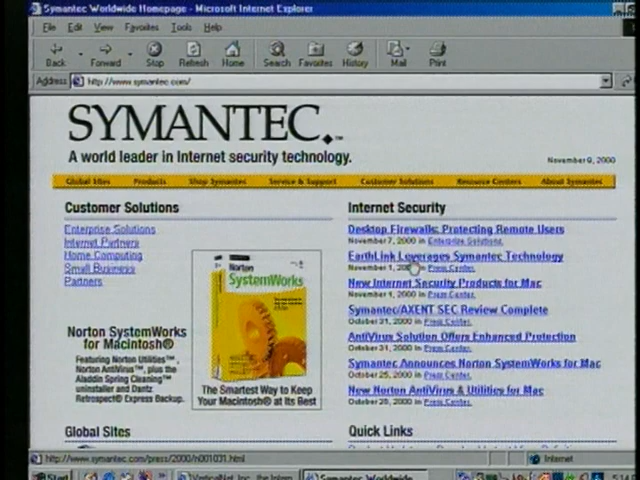 Symantec Worldwide Homepage - Microsoft Internet Explorer
File Edit View Favorites Tools Help
Back Forward Stop Refresh Home Search Favorites History Mail Print
Address http://www.symantec.com/
SYMANTEC.™
A world leader in Internet security technology.
November 9, 2000
Global Sites Products Shop Symantec Service & Support Customer Solutions Resource Centers About Symantec
Customer Solutions
Enterprise Solutions
Internet Partners
Home Computing
Small Business
Partners
Norton SystemWorks
for Macintosh®
Featuring Norton Utilities™,
Norton AntiVirus™, plus the
Aladdin Spring Cleaning™
uninstaller and Dantz
Retrospect® Express Backup.
Norton
SystemWorks
The Smartest Way to Keep
Your Macintosh® at Its Best
Global Sites
Internet Security
Desktop Firewalls: Protecting Remote Users
November 7, 2000 in Enterprise Solutions.
EarthLink Leverages Symantec Technology
November 1, 20 in Press Center.
New Internet Security Products for Mac
November 1, 2000 in Press Center.
Symantec/AXENT SEC Review Complete
October 31, 2000 in Press Center.
AntiVirus Solution Offers Enhanced Protection
October 31, 2000 in Press Center.
Symantec Announces Norton SystemWorks for Mac
October 25, 2000 in Press Center.
New Norton AntiVirus & Utilities for Mac
October 25, 2000 in Press Center.
Quick Links
http://www.symantec.com/press/2000/n001031.html
Internet
Start
VerticalNet, Inc. the Intern
Symantec Worldwide